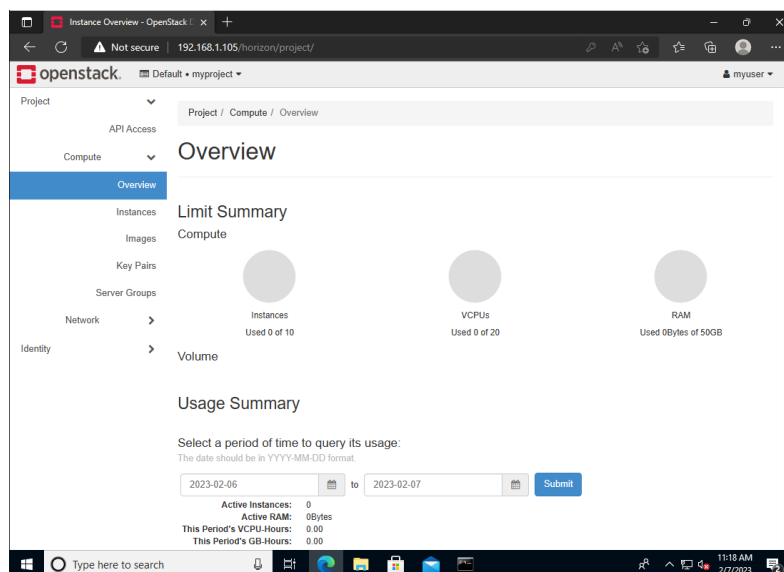 Instance Overview - OpenStack D
Not secure
192.168.1.105/horizon/project/
openstack.
Default • myproject
myuser
Project
API Access
Compute
Overview
Instances
Images
Key Pairs
Server Groups
Network
Identity
Project / Compute / Overview
Overview
Limit Summary
Compute
Instances
Used 0 of 10
VCPUs
Used 0 of 20
RAM
Used 0Bytes of 50GB
Volume
Usage Summary
Select a period of time to query its usage:
The date should be in YYYY-MM-DD format.
2023-02-06 to 2023-02-07 Submit
Active Instances: 0
Active RAM: 0Bytes
This Period's VCPU-Hours: 0.00
This Period's GB-Hours: 0.00
Type here to search
11:18 AM
2/7/2023